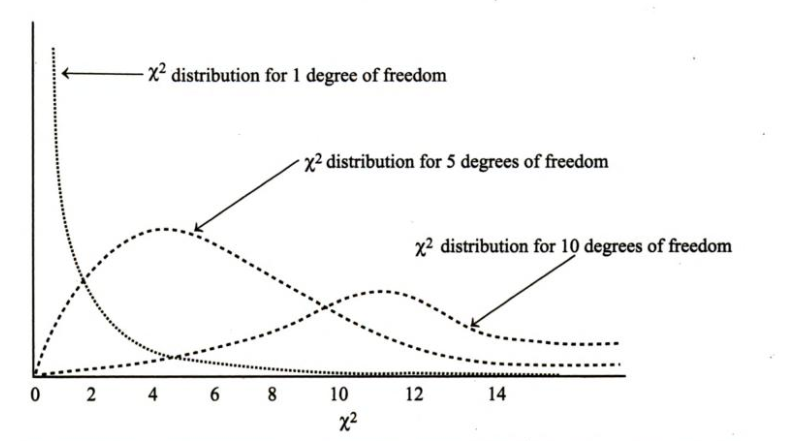 χ² distribution for 1 degree of freedom
χ² distribution for 5 degrees of freedom
χ² distribution for 10 degrees of freedom
0 2 4 6 8 10 12 14
χ²